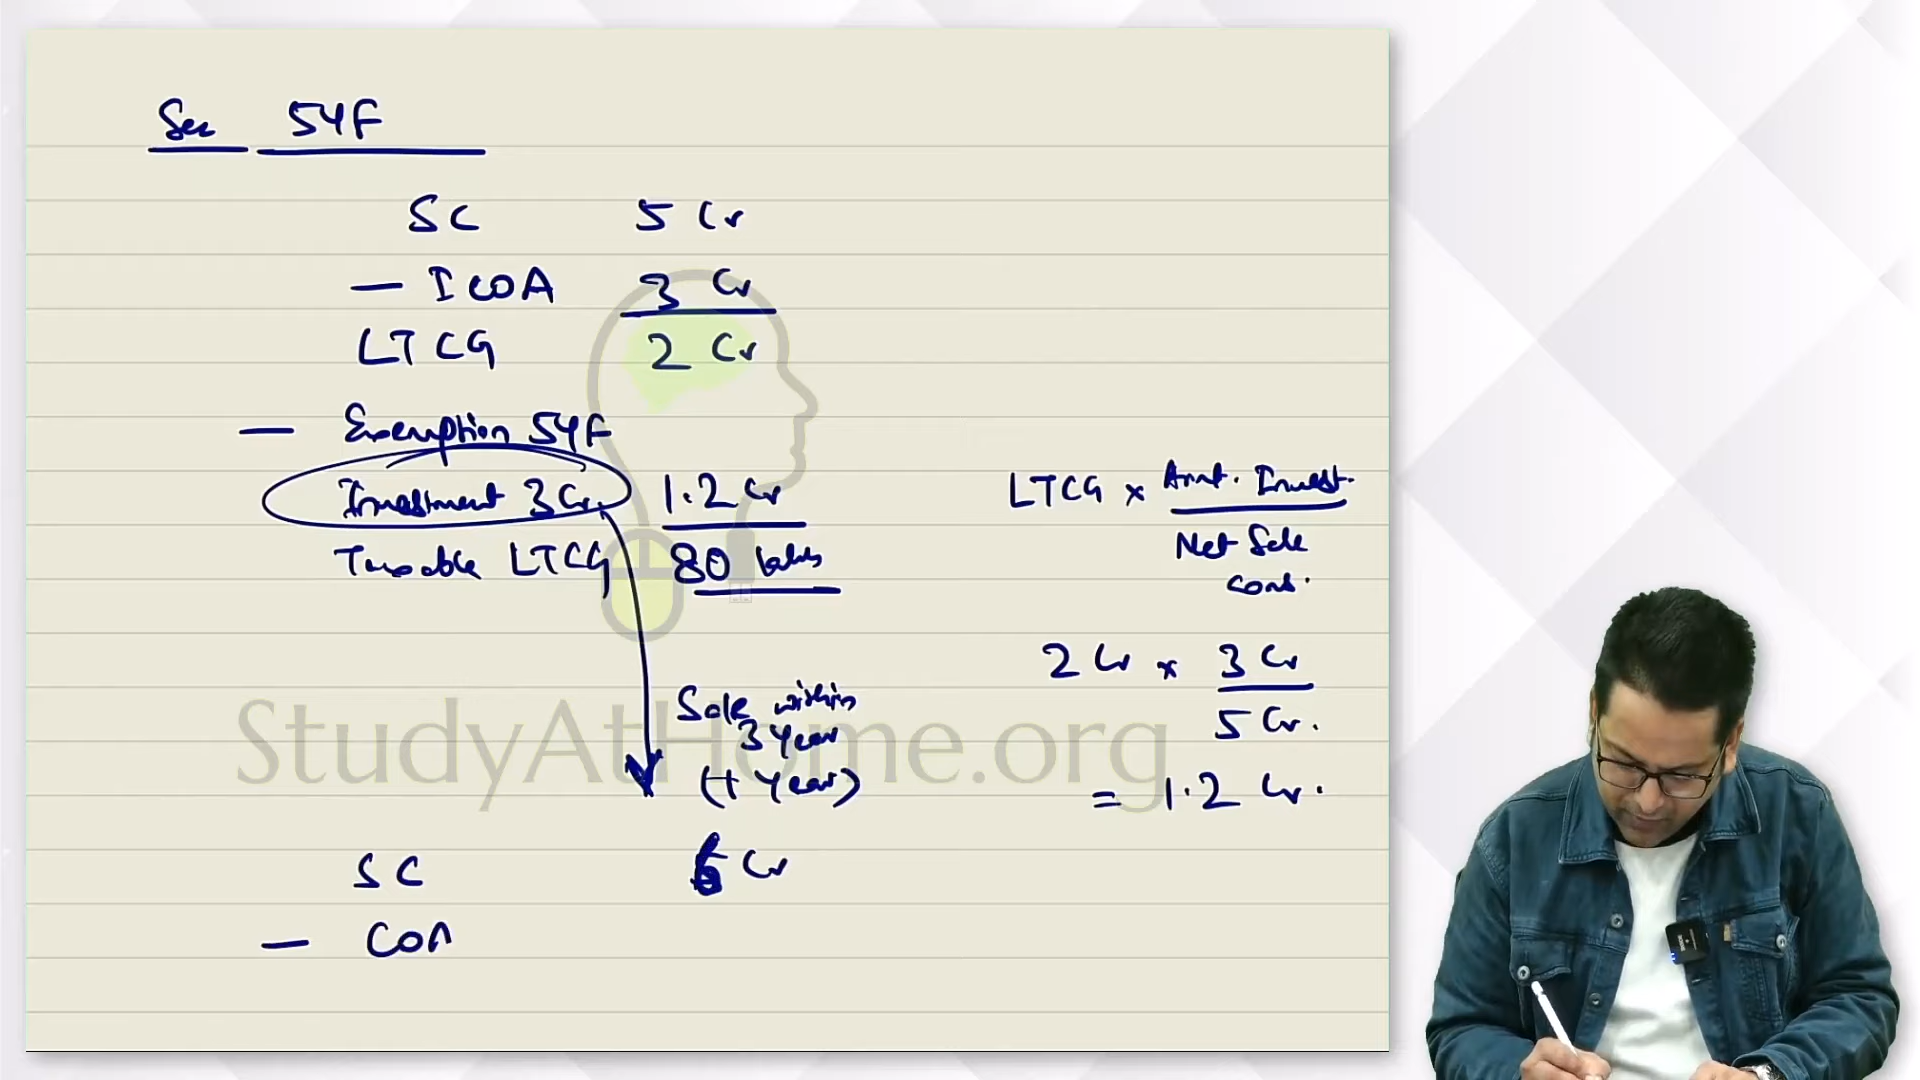 Sec 54F
SC 5 Cr
— ICOA 3 Cr
LTCG 2 Cr
— Exemption 54F
Investment 3 Cr. 1.2 Cr
Taxable LTCG 80 lakhs
LTCG × Amt. Invest.
Net Sale
cons.
2 Cr × 3 Cr
5 Cr.
= 1.2 Cr.
Sale within
3 Year
(1 Year)
SC 6 Cr
— COA
StudyAtHome.org